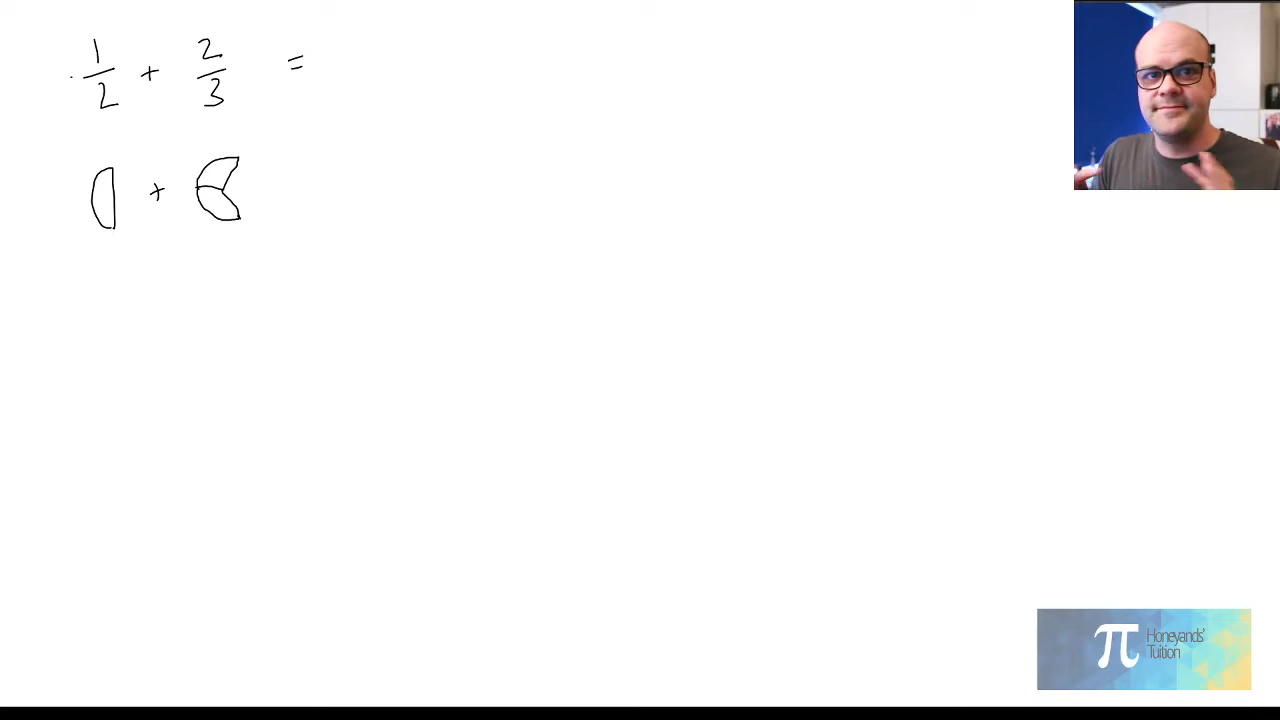 1/2 + 2/3 =
+
π Honeyands'
Tuition